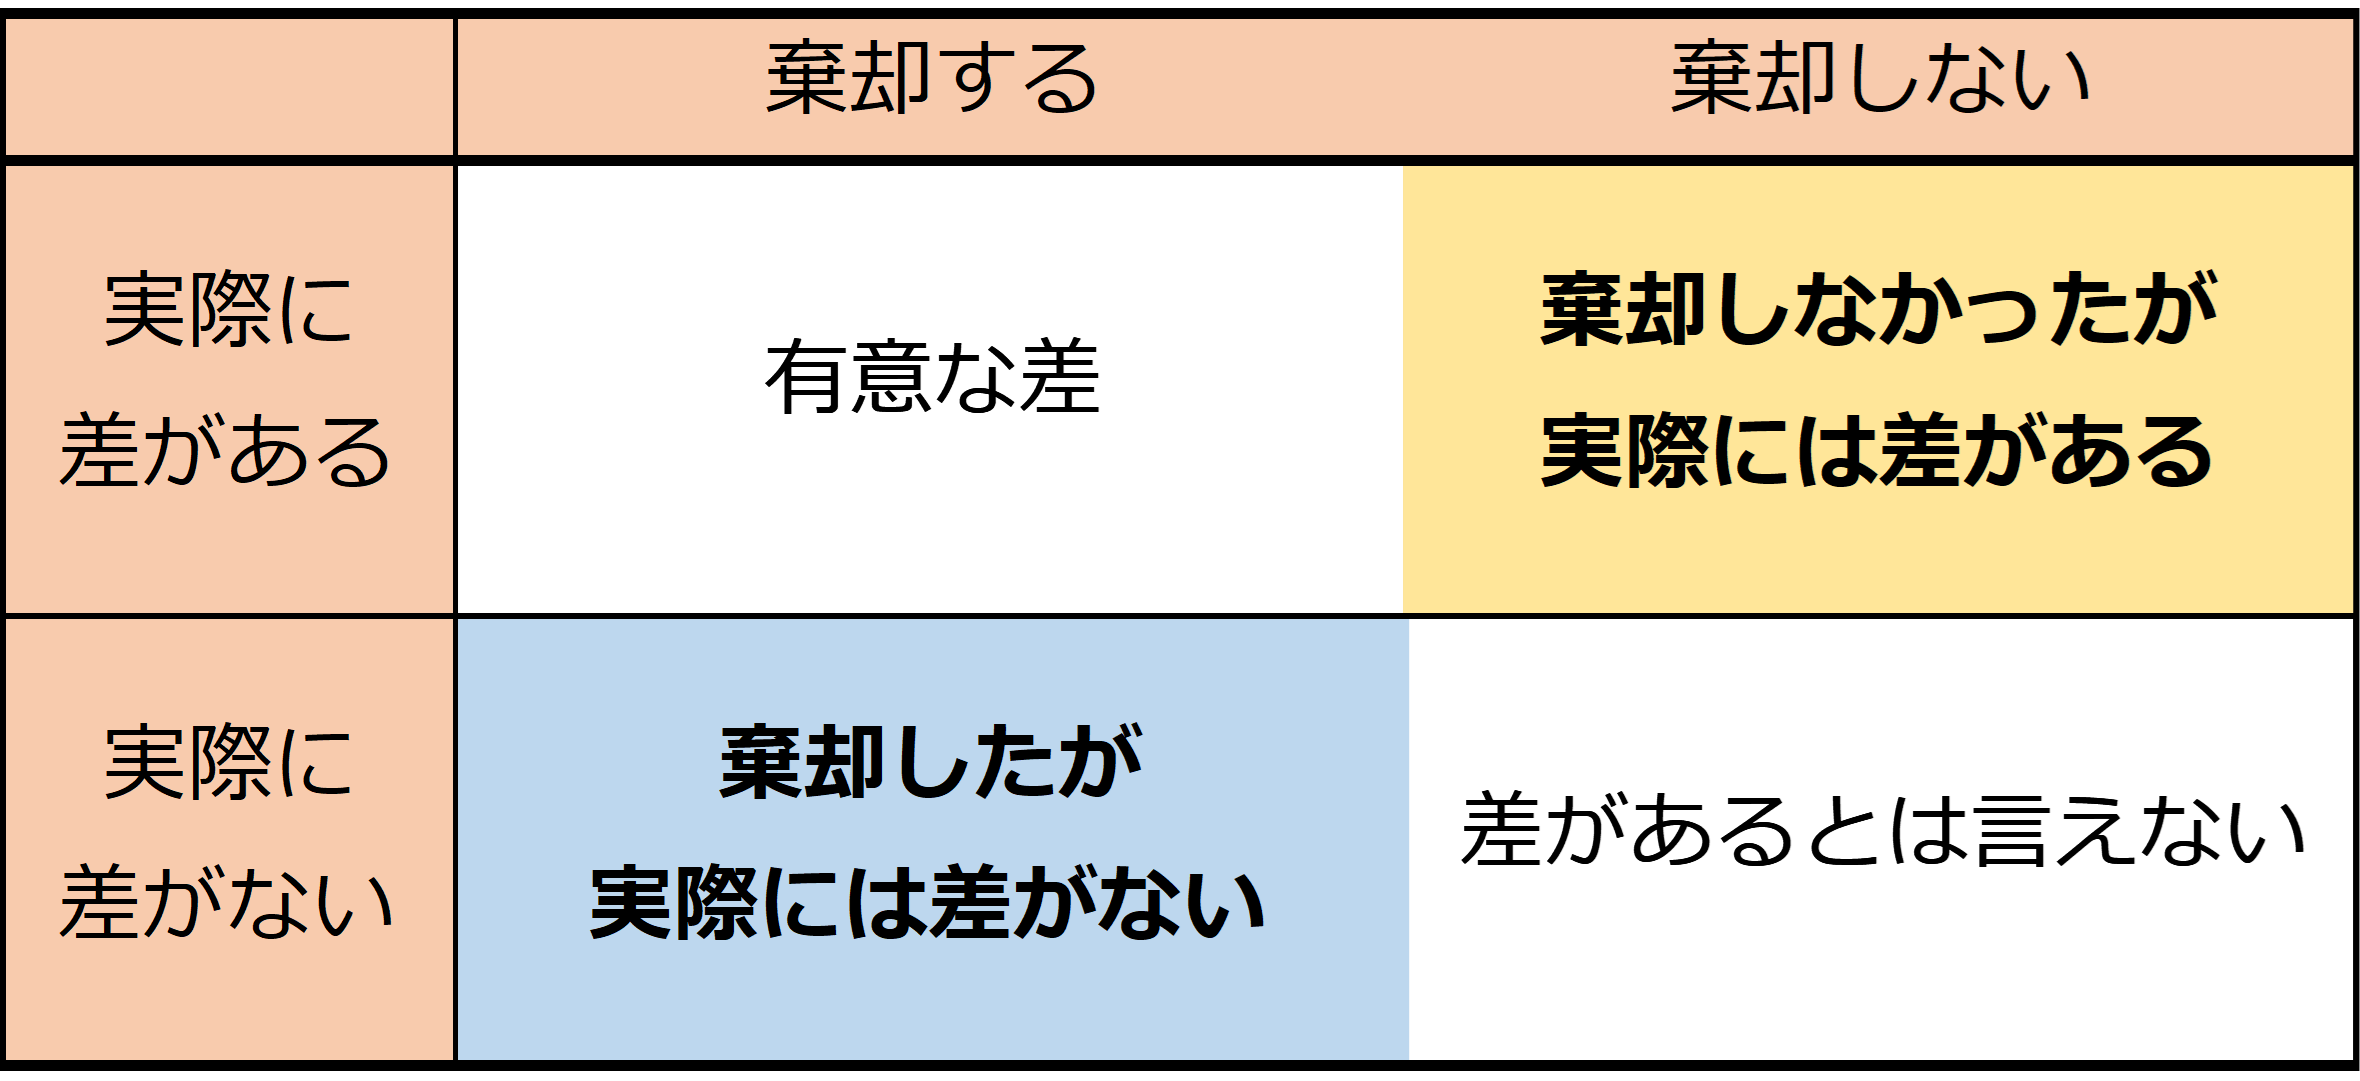 棄却する
棄却しない
実際に
差がある
有意な差
棄却しなかったが
実際には差がある
実際に
差がない
棄却したが
実際には差がない
差があるとは言えない